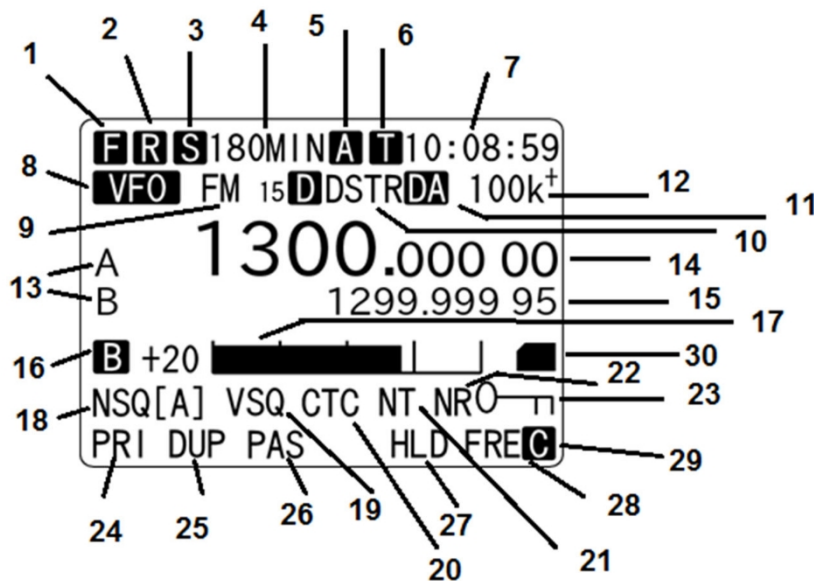 1 2 3 4 5 6 7
F R S 180MIN A T 10:08:59
8 VFO FM 15 D DSTR DA 100k+ 12
9 11
10
13 A 1300.000 00 14
B 1299.999 95 15
17
16 B +20 30
22
18 NSQ[A] VSQ CTC NT NR 23
PRI DUP PAS HLD FRE C 29
24 25 26 19 27 28
20 21